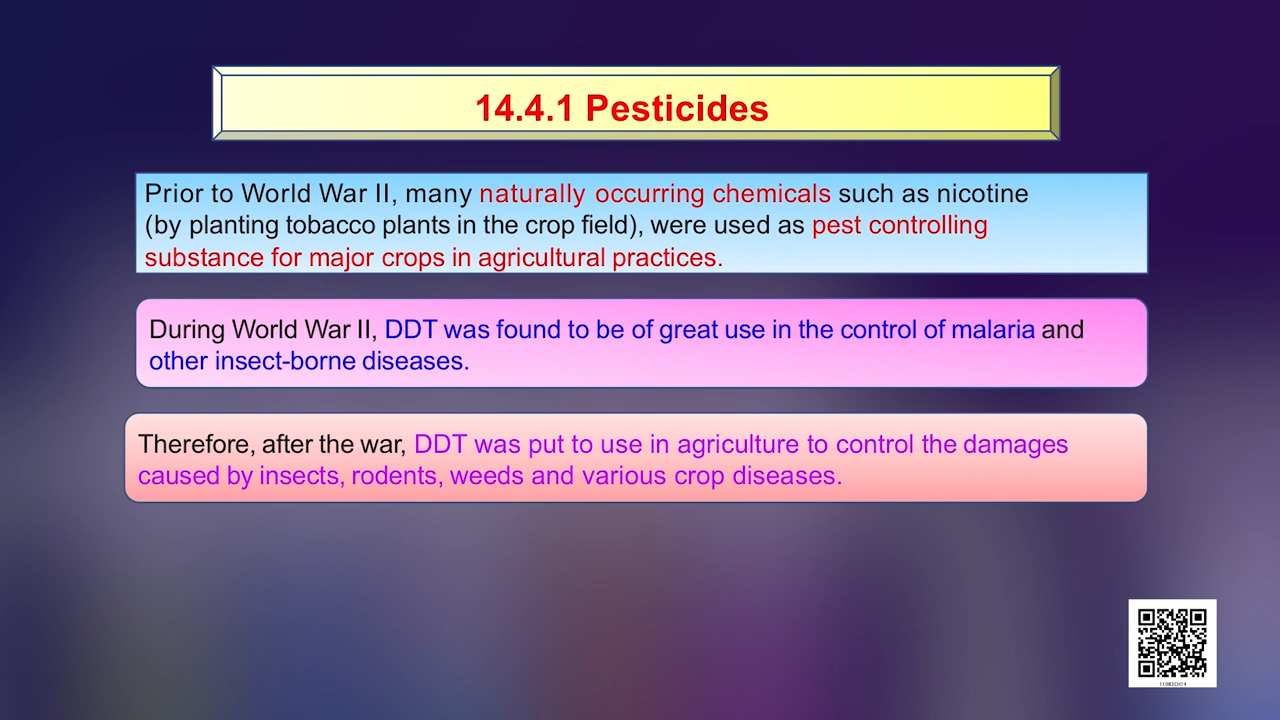 14.4.1 Pesticides
Prior to World War II, many naturally occurring chemicals such as nicotine
(by planting tobacco plants in the crop field), were used as pest controlling
substance for major crops in agricultural practices.
During World War II, DDT was found to be of great use in the control of malaria and
other insect-borne diseases.
Therefore, after the war, DDT was put to use in agriculture to control the damages
caused by insects, rodents, weeds and various crop diseases.
11082CH14